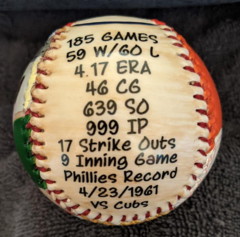 185 GAMES
59 W/60 L
4.17 ERA
46 CG
639 SO
999 IP
17 Strike Outs
9 Inning Game
Phillies Record
4/23/1961
VS Cubs